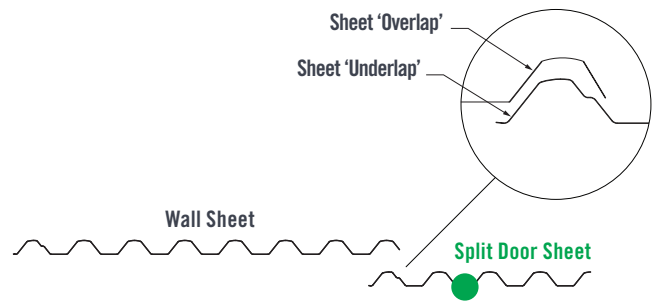 Sheet 'Overlap'
Sheet 'Underlap'
Wall Sheet
Split Door Sheet